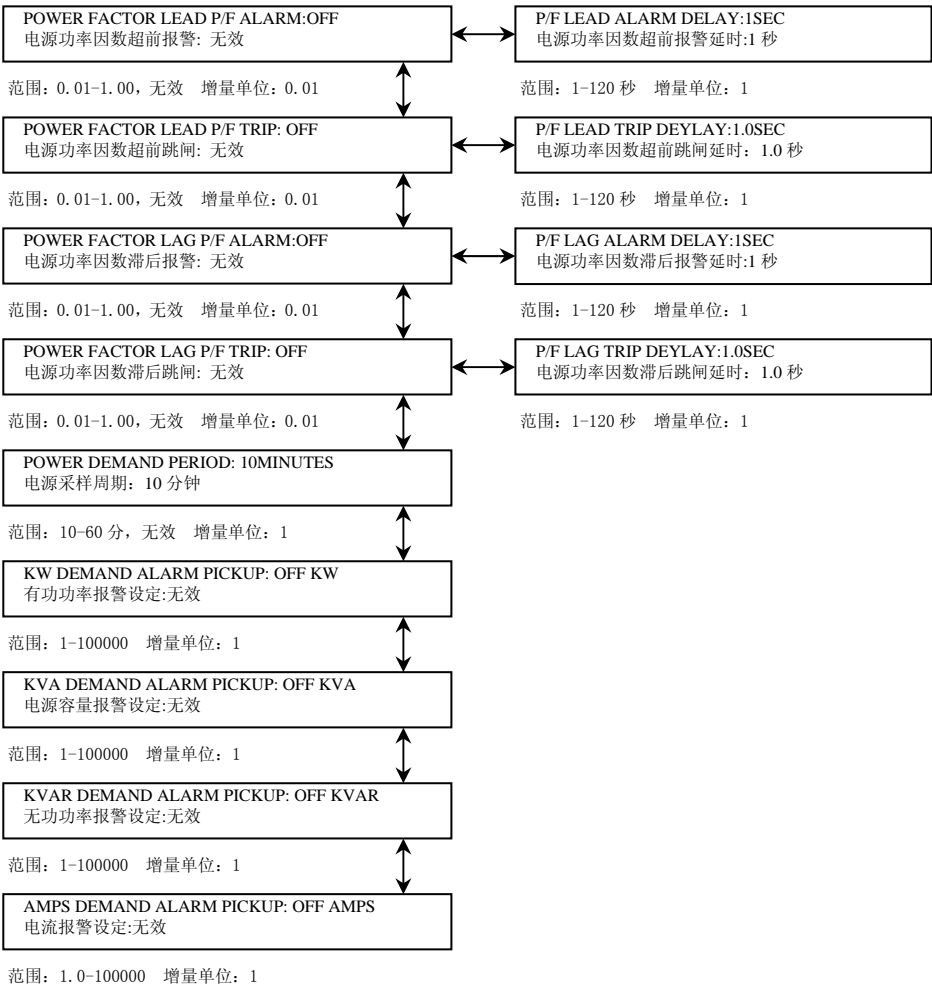 POWER FACTOR LEAD P/F ALARM:OFF
电源功率因数超前报警: 无效
P/F LEAD ALARM DELAY:1SEC
电源功率因数超前报警延时:1 秒
范围：0.01-1.00，无效 增量单位：0.01
范围：1-120 秒 增量单位：1
POWER FACTOR LEAD P/F TRIP: OFF
电源功率因数超前跳闸: 无效
P/F LEAD TRIP DEYLAY:1.0SEC
电源功率因数超前跳闸延时：1.0 秒
范围：0.01-1.00，无效 增量单位：0.01
范围：1-120 秒 增量单位：1
POWER FACTOR LAG P/F ALARM:OFF
电源功率因数滞后报警: 无效
P/F LAG ALARM DELAY:1SEC
电源功率因数滞后报警延时:1 秒
范围：0.01-1.00，无效 增量单位：0.01
范围：1-120 秒 增量单位：1
POWER FACTOR LAG P/F TRIP: OFF
电源功率因数滞后跳闸: 无效
P/F LAG TRIP DEYLAY:1.0SEC
电源功率因数滞后跳闸延时：1.0 秒
范围：0.01-1.00，无效 增量单位：0.01
范围：1-120 秒 增量单位：1
POWER DEMAND PERIOD: 10MINUTES
电源采样周期：10 分钟
范围：10-60 分，无效 增量单位：1
KW DEMAND ALARM PICKUP: OFF KW
有功功率报警设定:无效
范围：1-100000 增量单位：1
KVA DEMAND ALARM PICKUP: OFF KVA
电源容量报警设定:无效
范围：1-100000 增量单位：1
KVAR DEMAND ALARM PICKUP: OFF KVAR
无功功率报警设定:无效
范围：1-100000 增量单位：1
AMPS DEMAND ALARM PICKUP: OFF AMPS
电流报警设定:无效
范围：1.0-100000 增量单位：1